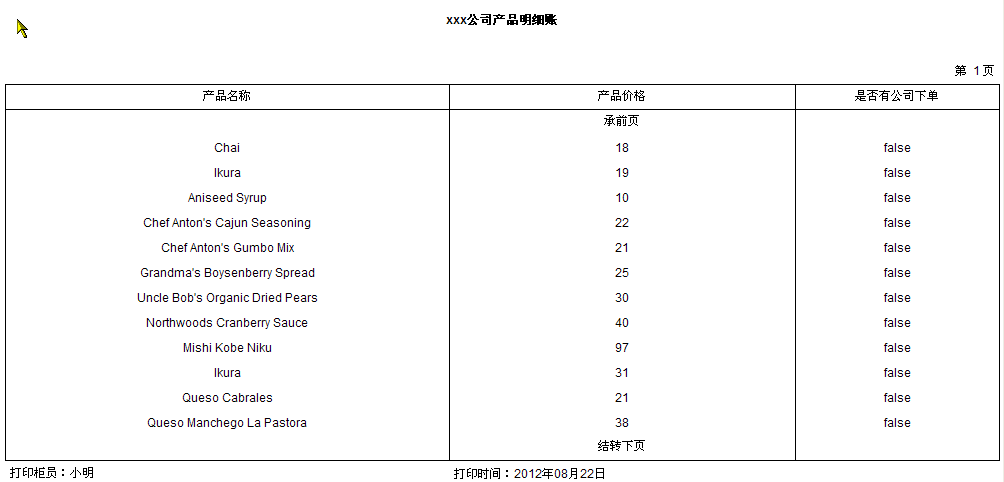 xxx公司产品明细账
第 1页
产品名称 产品价格 是否有公司下单
承前页
Chai 18 false
Ikura 19 false
Aniseed Syrup 10 false
Chef Anton's Cajun Seasoning 22 false
Chef Anton's Gumbo Mix 21 false
Grandma's Boysenberry Spread 25 false
Uncle Bob's Organic Dried Pears 30 false
Northwoods Cranberry Sauce 40 false
Mishi Kobe Niku 97 false
Ikura 31 false
Queso Cabrales 21 false
Queso Manchego La Pastora 38 false
结转下页
打印柜员：小明 打印时间：2012年08月22日